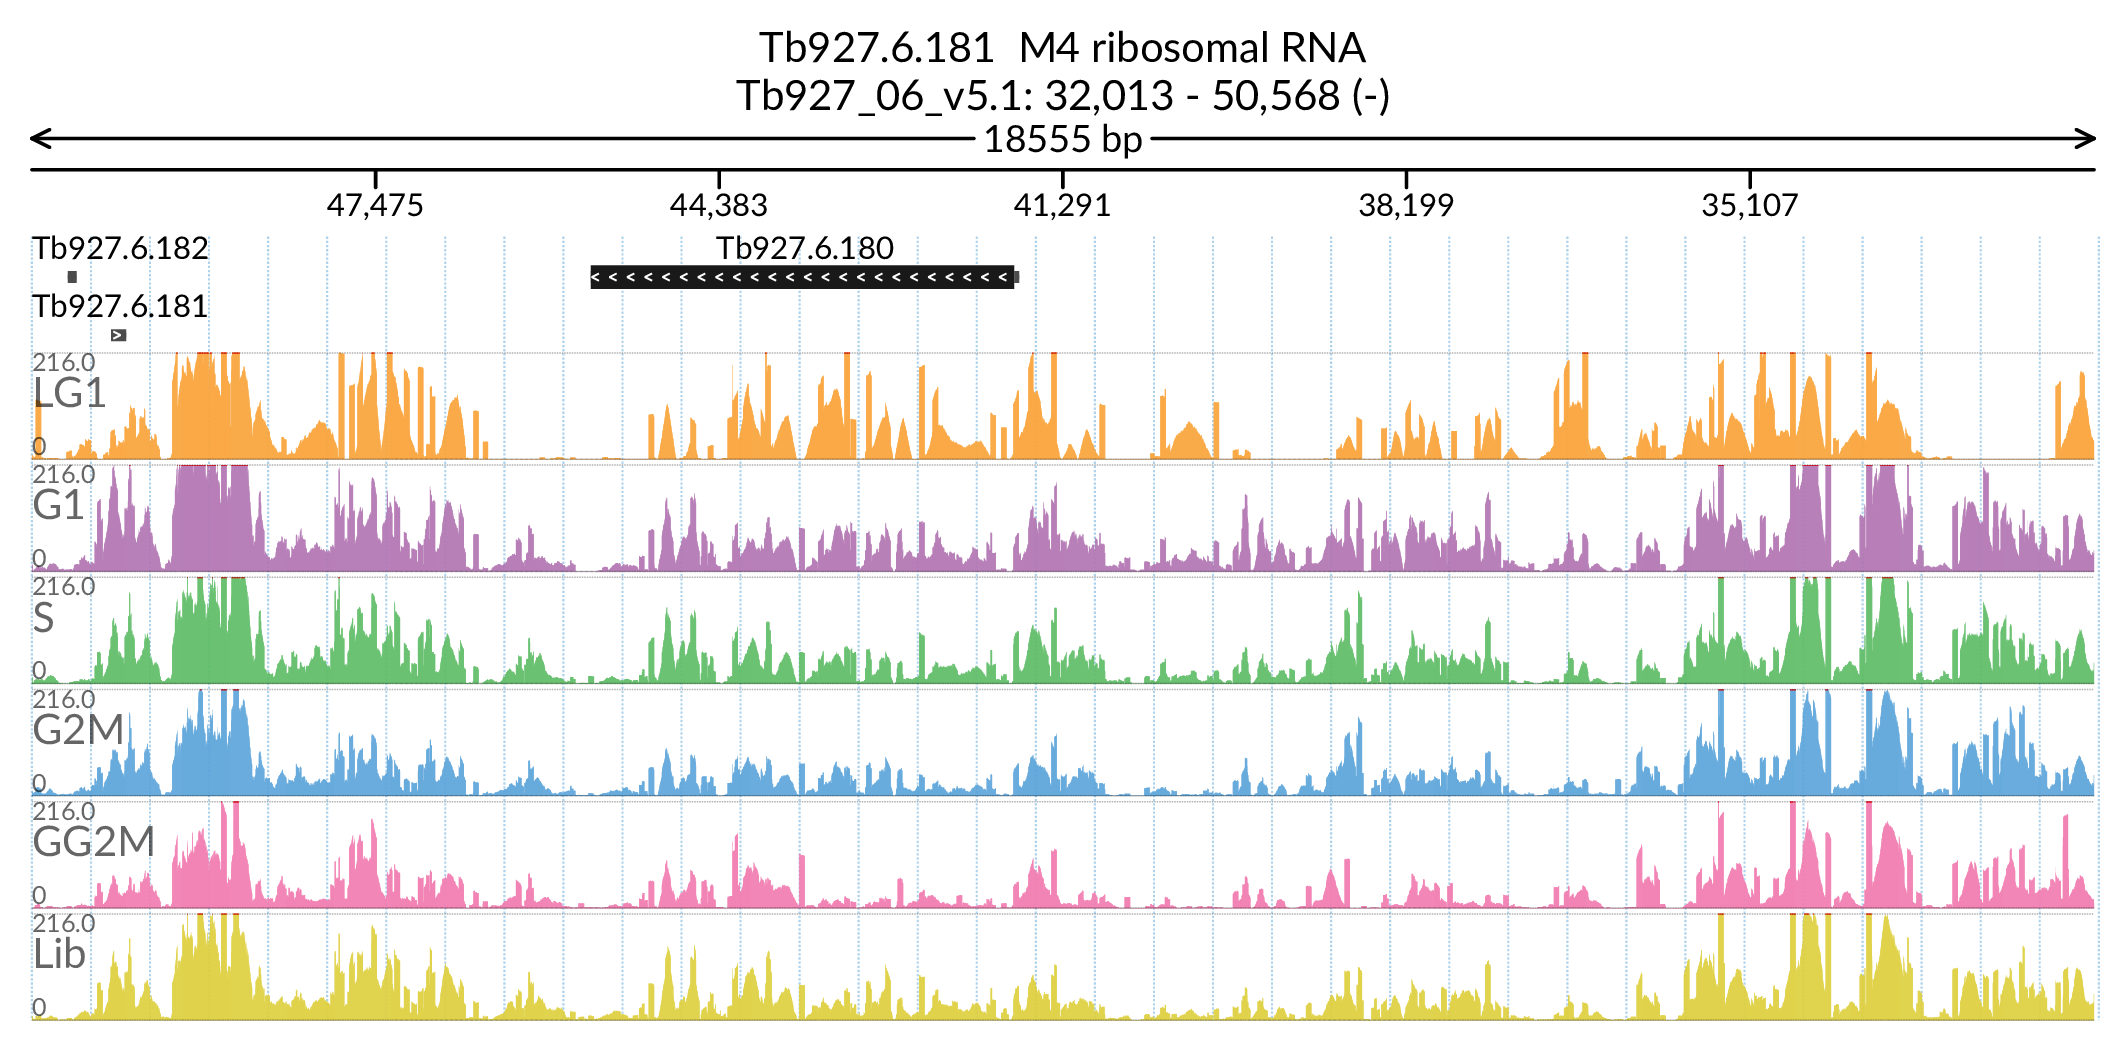 Tb927.6.181 M4 ribosomal RNA
Tb927_06_v5.1: 32,013 - 50,568 (-)
18555 bp
47,475 44,383 41,291 38,199 35,107
Tb927.6.182 Tb927.6.180
Tb927.6.181
216.0
LG1
0
216.0
G1
0
216.0
S
0
216.0
G2M
0
216.0
GG2M
0
216.0
Lib
0